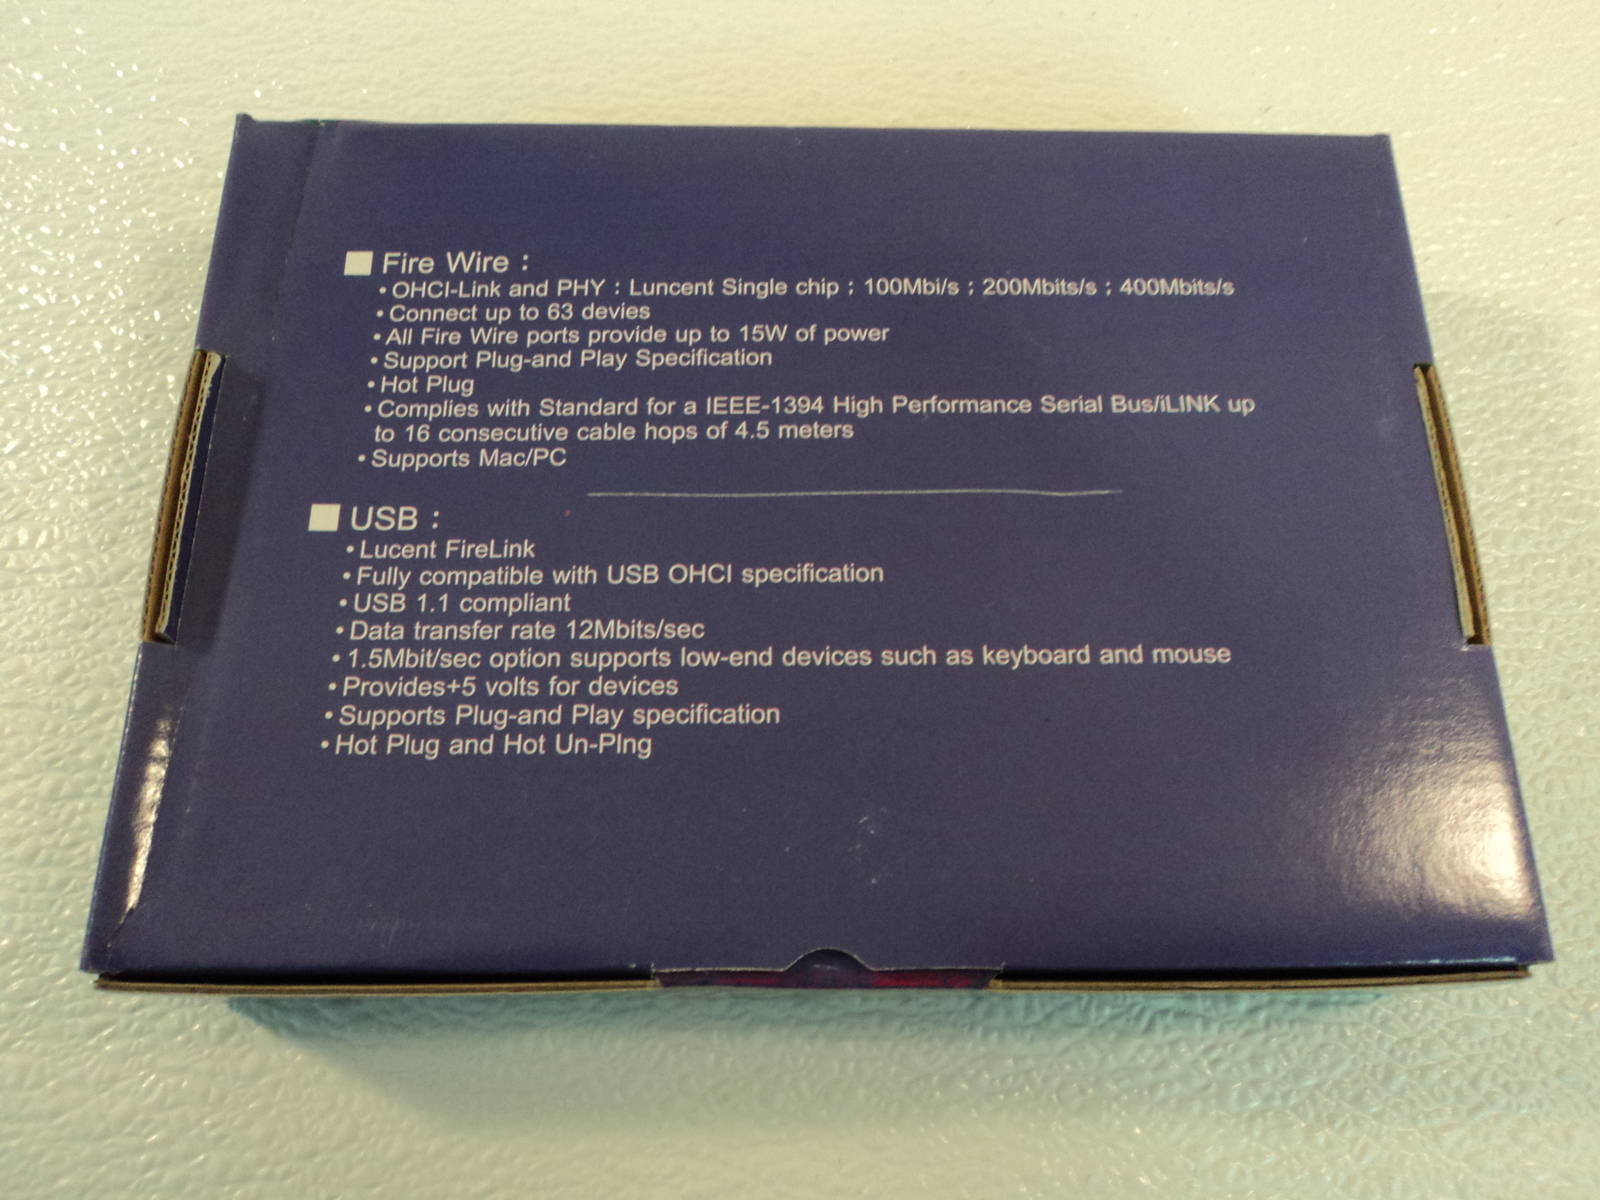 Fire Wire :
• OHCI-Link and PHY : Luncent Single chip ; 100Mbi/s ; 200Mbits/s ; 400Mbits/s
• Connect up to 63 devies
• All Fire Wire ports provide up to 15W of power
• Support Plug-and Play Specification
• Hot Plug
• Complies with Standard for a IEEE-1394 High Performance Serial Bus/iLINK up
to 16 consecutive cable hops of 4.5 meters
• Supports Mac/PC
USB :
• Lucent FireLink
• Fully compatible with USB OHCI specification
• USB 1.1 compliant
• Data transfer rate 12Mbits/sec
• 1.5Mbit/sec option supports low-end devices such as keyboard and mouse
• Provides+5 volts for devices
• Supports Plug-and Play specification
• Hot Plug and Hot Un-Plng